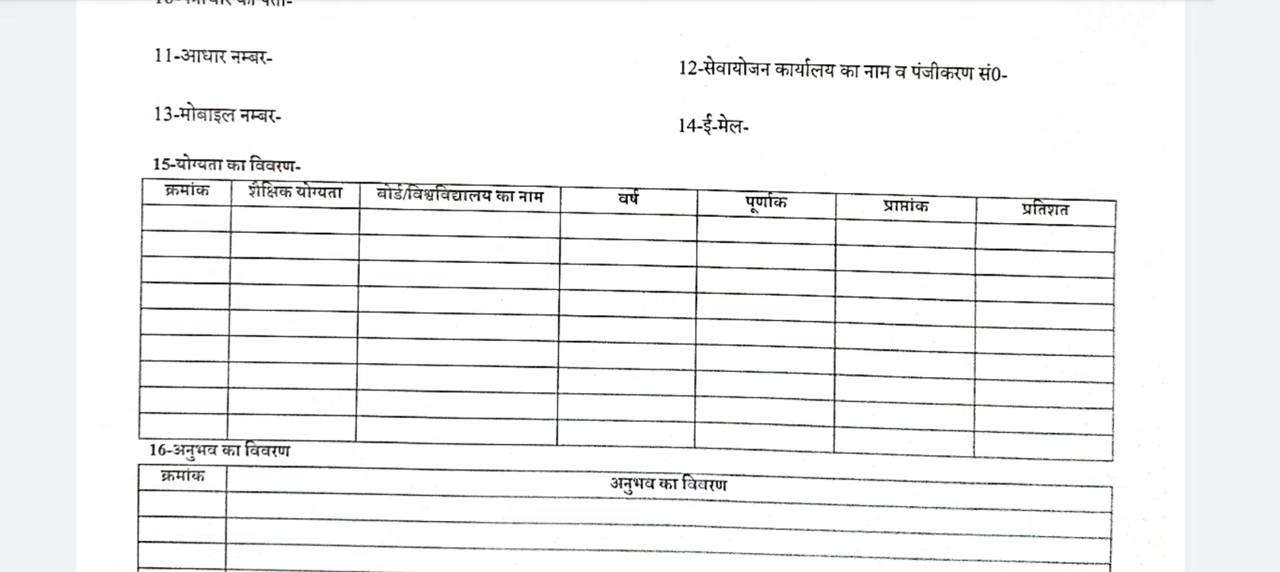 11-आधार नम्बर-
12-सेवायोजन कार्यालय का नाम व पंजीकरण सं0-
13-मोबाइल नम्बर-
14-ई-मेल-
15-योग्यता का विवरण-
क्रमांक शैक्षिक योग्यता बोर्ड/विश्वविद्यालय का नाम वर्ष पूर्णाक प्राप्तांक प्रतिशत
16-अनुभव का विवरण
क्रमांक अनुभव का विवरण